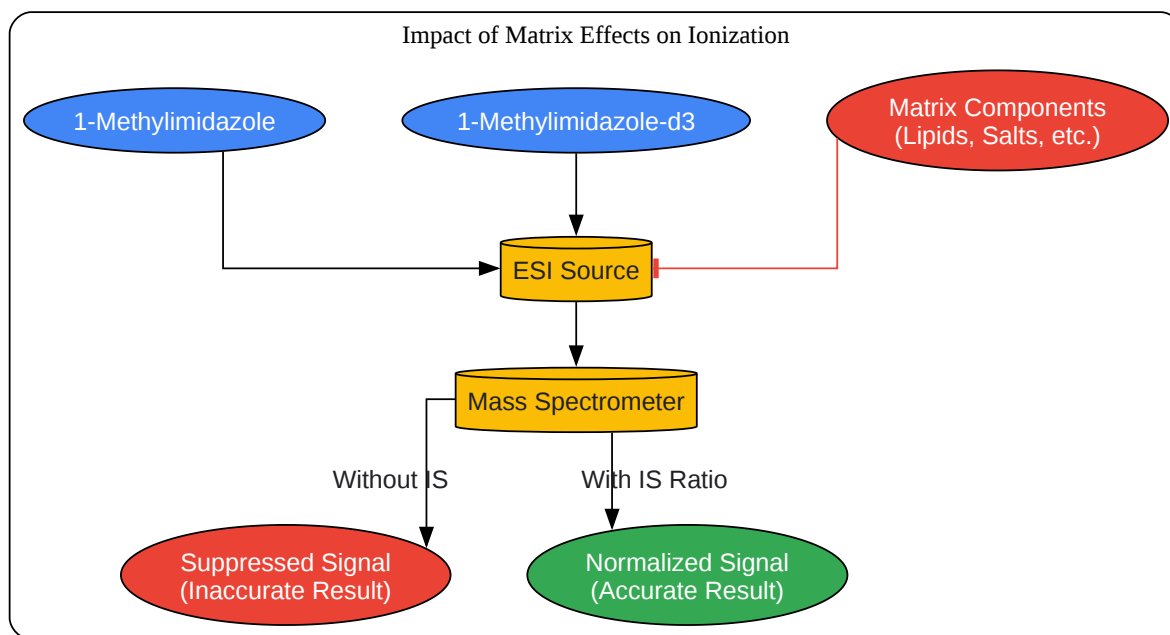 Impact of Matrix Effects on Ionization
1-Methylimidazole
1-Methylimidazole-d3
Matrix Components
(Lipids, Salts, etc.)
ESI Source
Mass Spectrometer
Without IS
With IS Ratio
Suppressed Signal
(Inaccurate Result)
Normalized Signal
(Accurate Result)